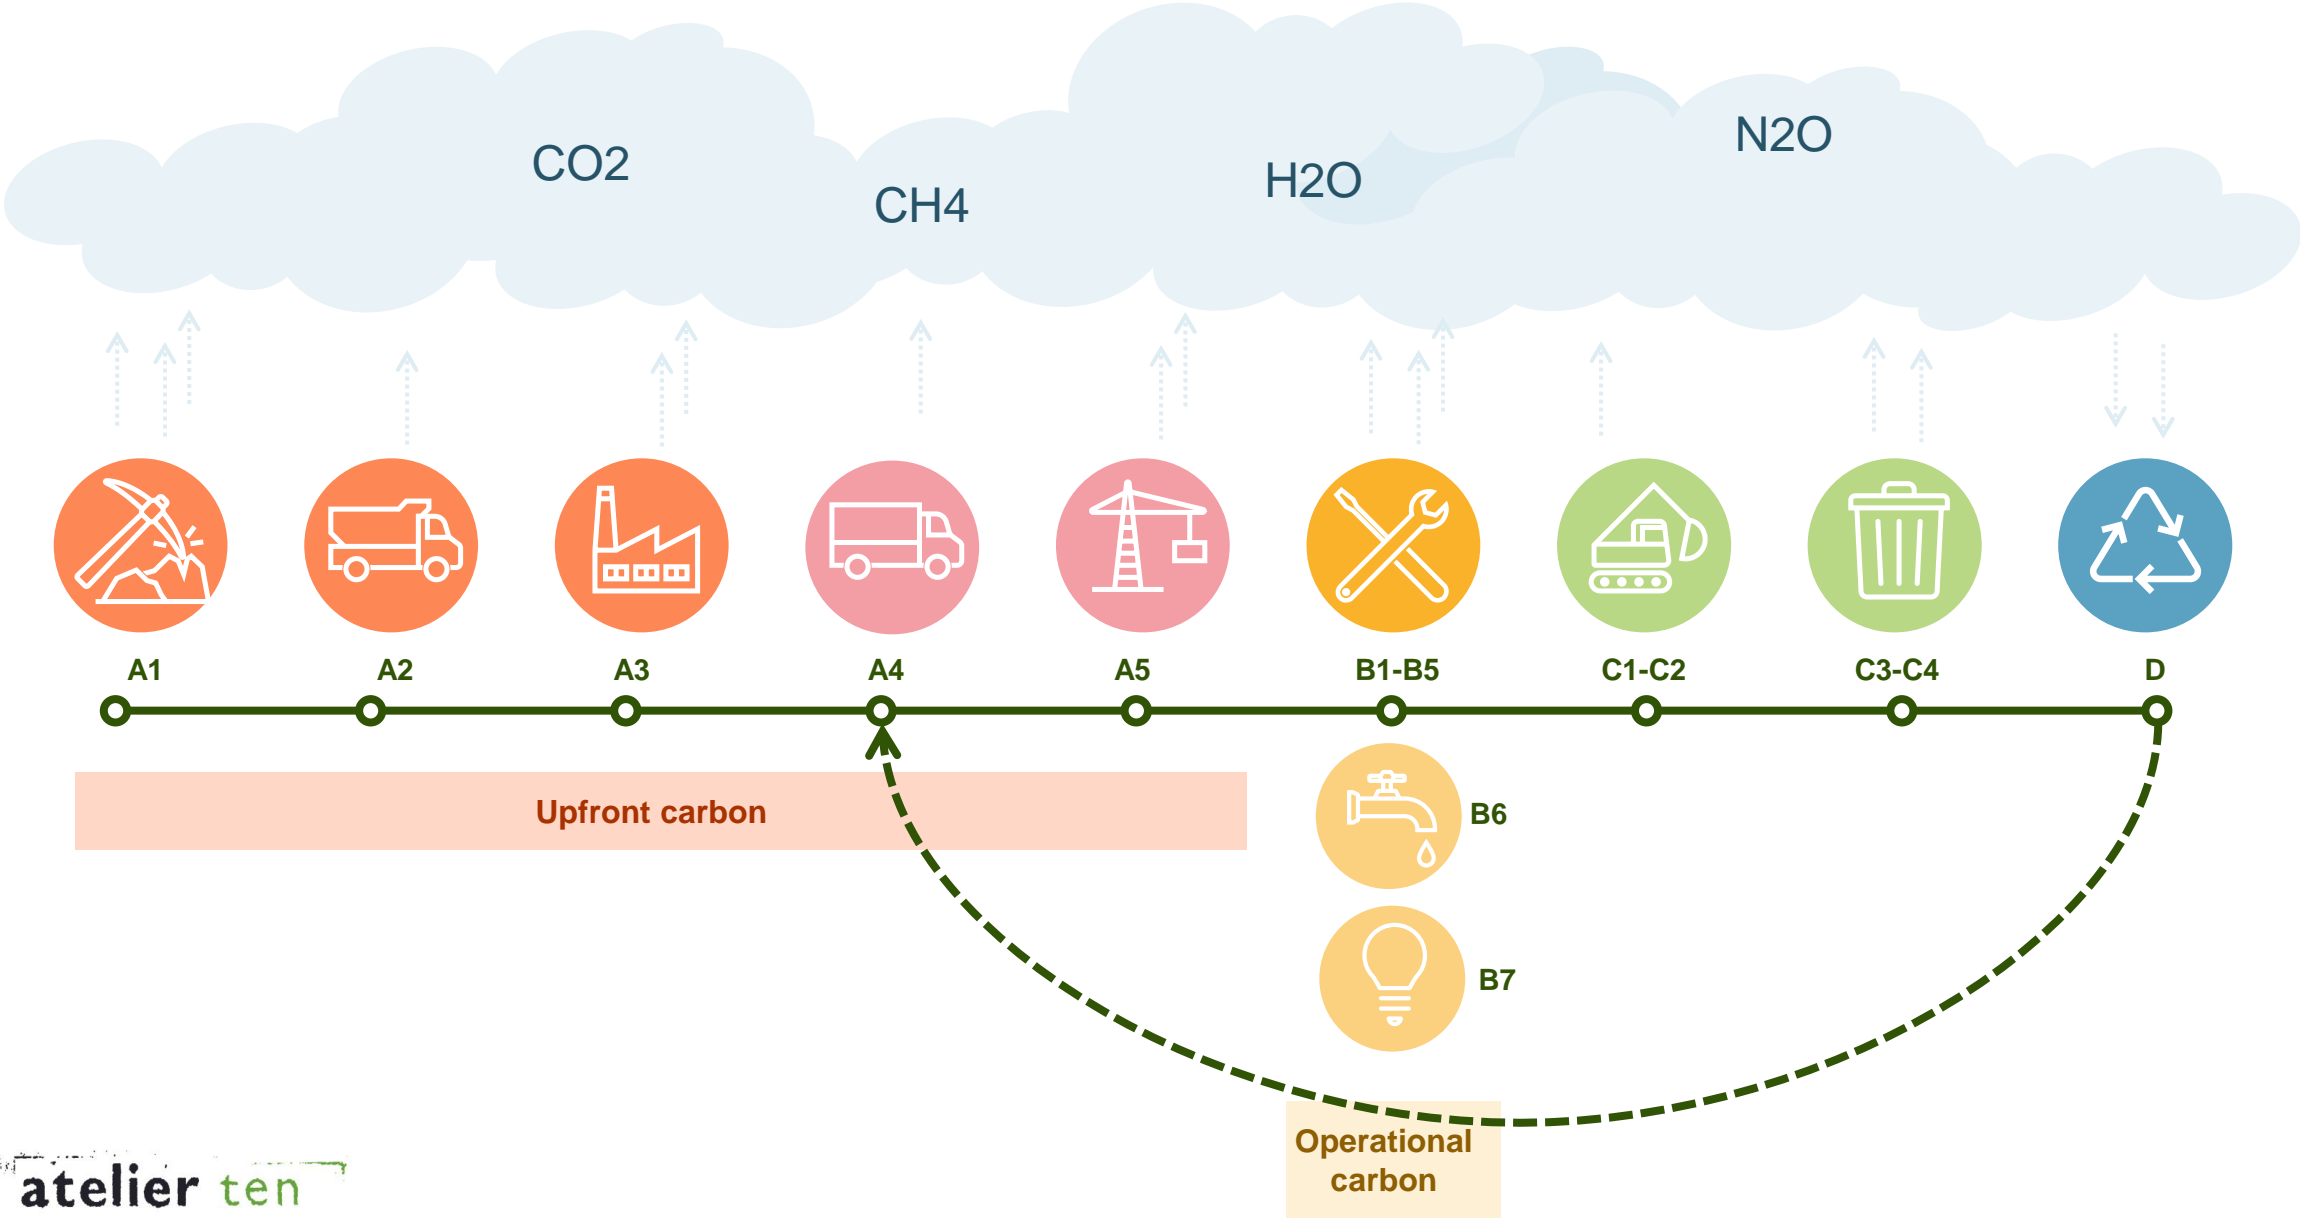 CO2
CH4
H2O
N2O
A1
A2
A3
A4
A5
B1-B5
C1-C2
C3-C4
D
Upfront carbon
B6
B7
Operational
carbon
atelier ten